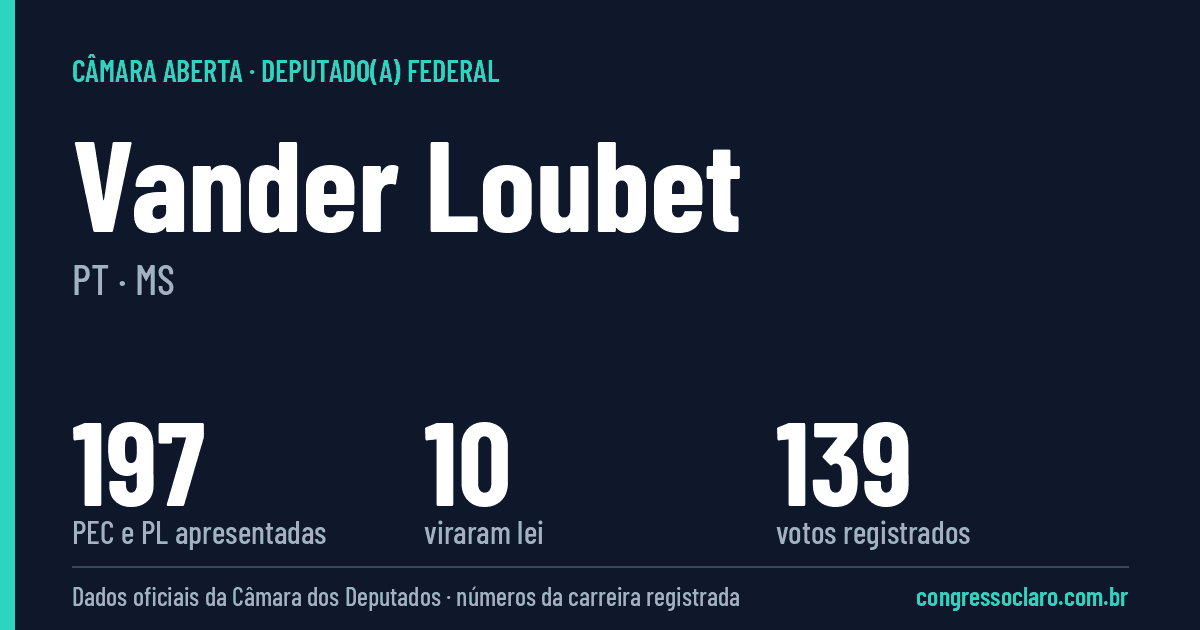 CÂMARA ABERTA · DEPUTADO(A) FEDERAL
Vander Loubet
PT · MS
197 10 139
PEC e PL apresentadas viraram lei votos registrados
Dados oficiais da Câmara dos Deputados · números da carreira registrada congressoclaro.com.br